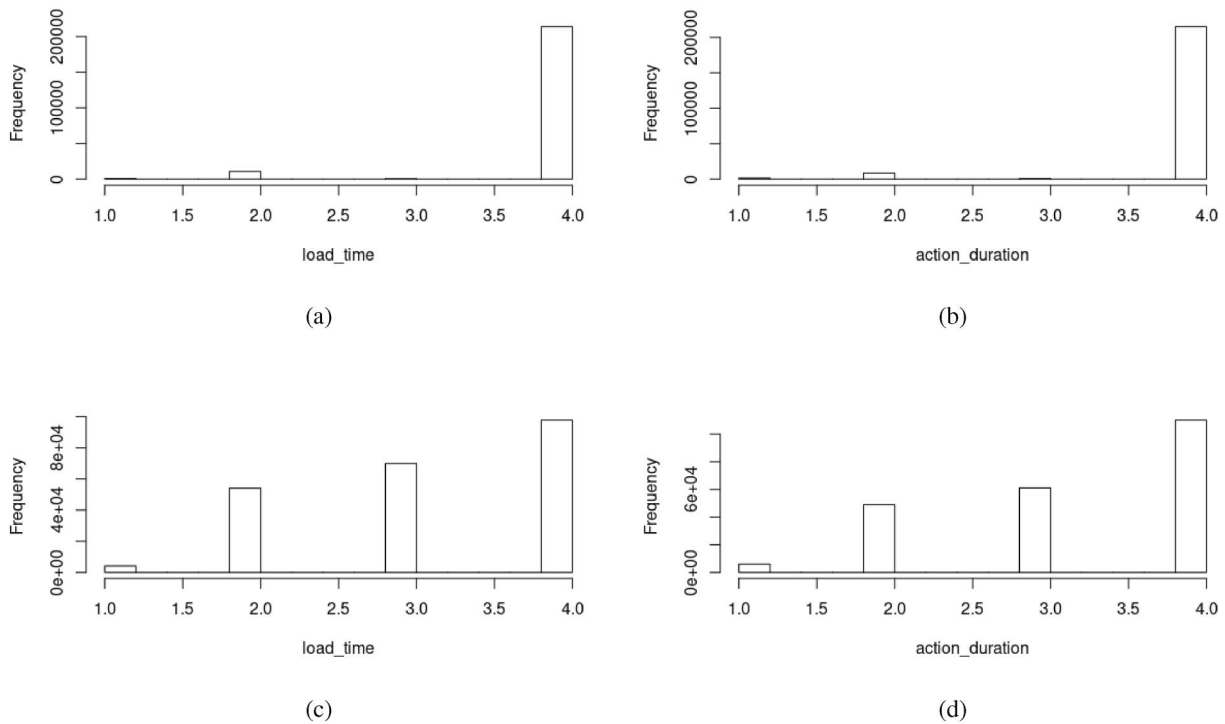 Frequency
0 100000 200000
1.0 1.5 2.0 2.5 3.0 3.5 4.0
load_time
(a)
Frequency
0 100000 200000
1.0 1.5 2.0 2.5 3.0 3.5 4.0
action_duration
(b)
Frequency
0e+00 4e+04 8e+04
1.0 1.5 2.0 2.5 3.0 3.5 4.0
load_time
(c)
Frequency
0e+00 6e+04
1.0 1.5 2.0 2.5 3.0 3.5 4.0
action_duration
(d)